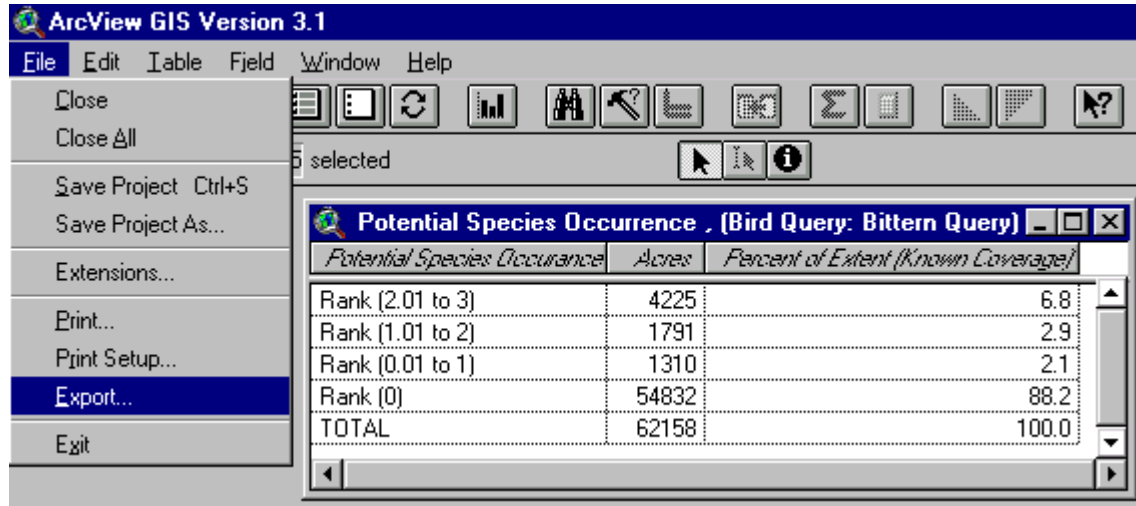 ArcView GIS Version 3.1
File Edit Table Field Window Help
Close
Close All
Save Project Ctrl+S
Save Project As...
Extensions...
Print...
Print Setup...
Export...
Exit
selected
Potential Species Occurrence , (Bird Query: Bittern Query)
Potential Species Occurance Acres Percent of Extent (Known Coverage)
Rank (2.01 to 3) 4225 6.8
Rank (1.01 to 2) 1791 2.9
Rank (0.01 to 1) 1310 2.1
Rank (0) 54832 88.2
TOTAL 62158 100.0